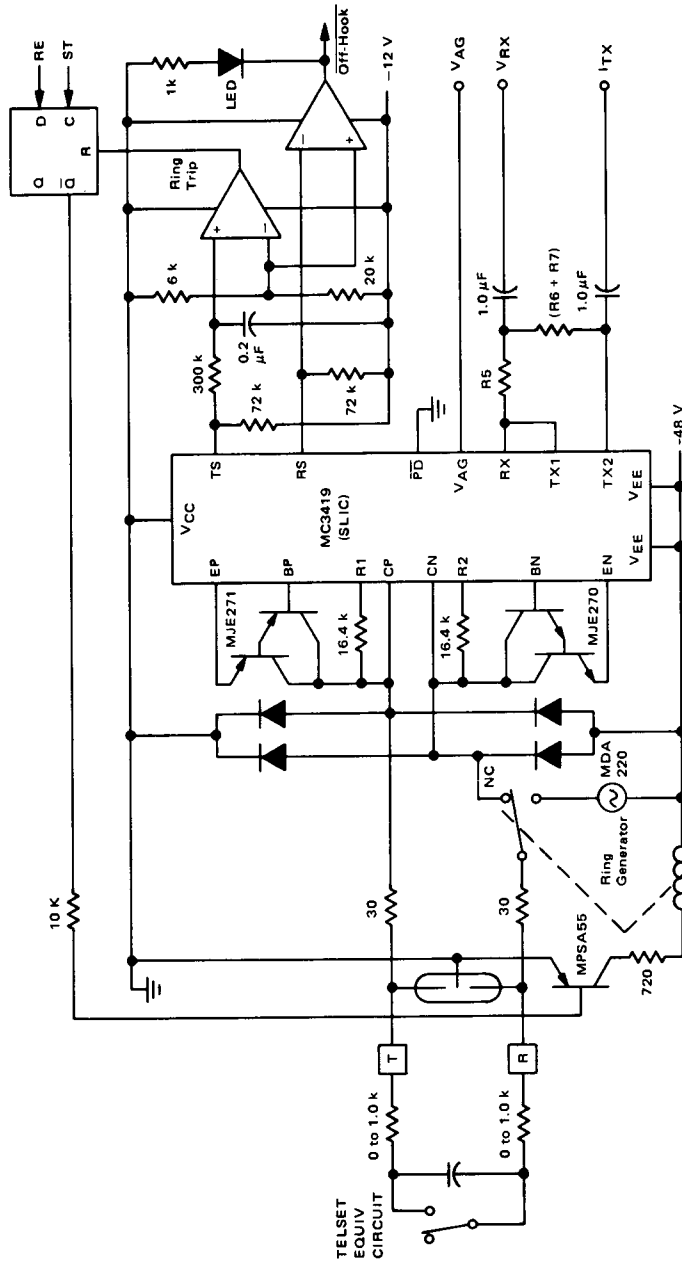 RE
ST
D
C
Q
Q̅
R
10 K
Ring
Trip
1k
LED
O̅f̅f̅-̅H̅o̅o̅k̅
6 k
20 k
-12 V
300 k
0.2
μF
72 k
72 k
VCC
TS
RS
P̅D̅
VAG
RX
TX1
TX2
VEE
VEE
MC3419
(SLIC)
EP
BP
R1
CP
CN
R2
BN
EN
MJE271
16.4 k
16.4 k
MJE270
VAG
VRX
ITX
1.0 μF
R5
(R6 + R7)
1.0 μF
-48 V
NC
MDA
220
Ring
Generator
30
30
MPSA55
720
T
R
0 to 1.0 k
0 to 1.0 k
TELSET
EQUIV
CIRCUIT